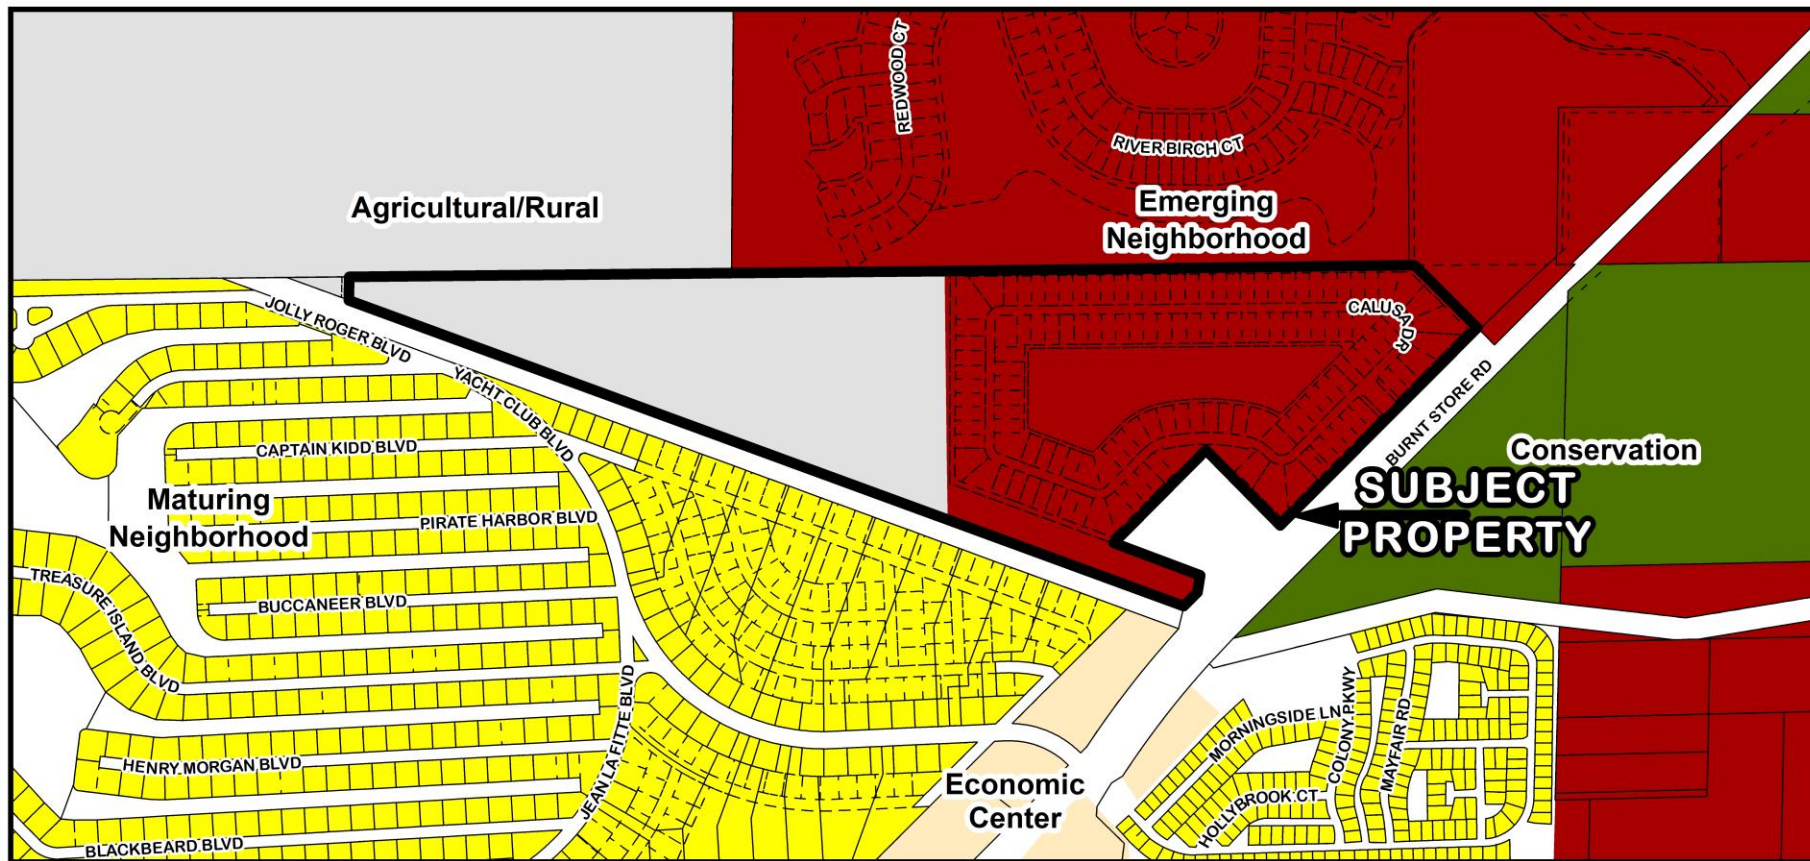 REDWOOD CT
RIVER BIRCH CT
Agricultural/Rural
Emerging
Neighborhood
JOLLY ROGER BLVD
CALUSA DR
YACHT CLUB BLVD
BURNT STORE RD
CAPTAIN KIDD BLVD
Conservation
Maturing
Neighborhood
SUBJECT
PROPERTY
PIRATE HARBOR BLVD
TREASURE ISLAND BLVD
BUCCANEER BLVD
JEAN LA FITTE BLVD
MORNINGSIDE LN
COLONY PKWY
MAYFAIR RD
HENRY MORGAN BLVD
Economic
Center
HOLLYBROOK CT
BLACKBEARD BLVD